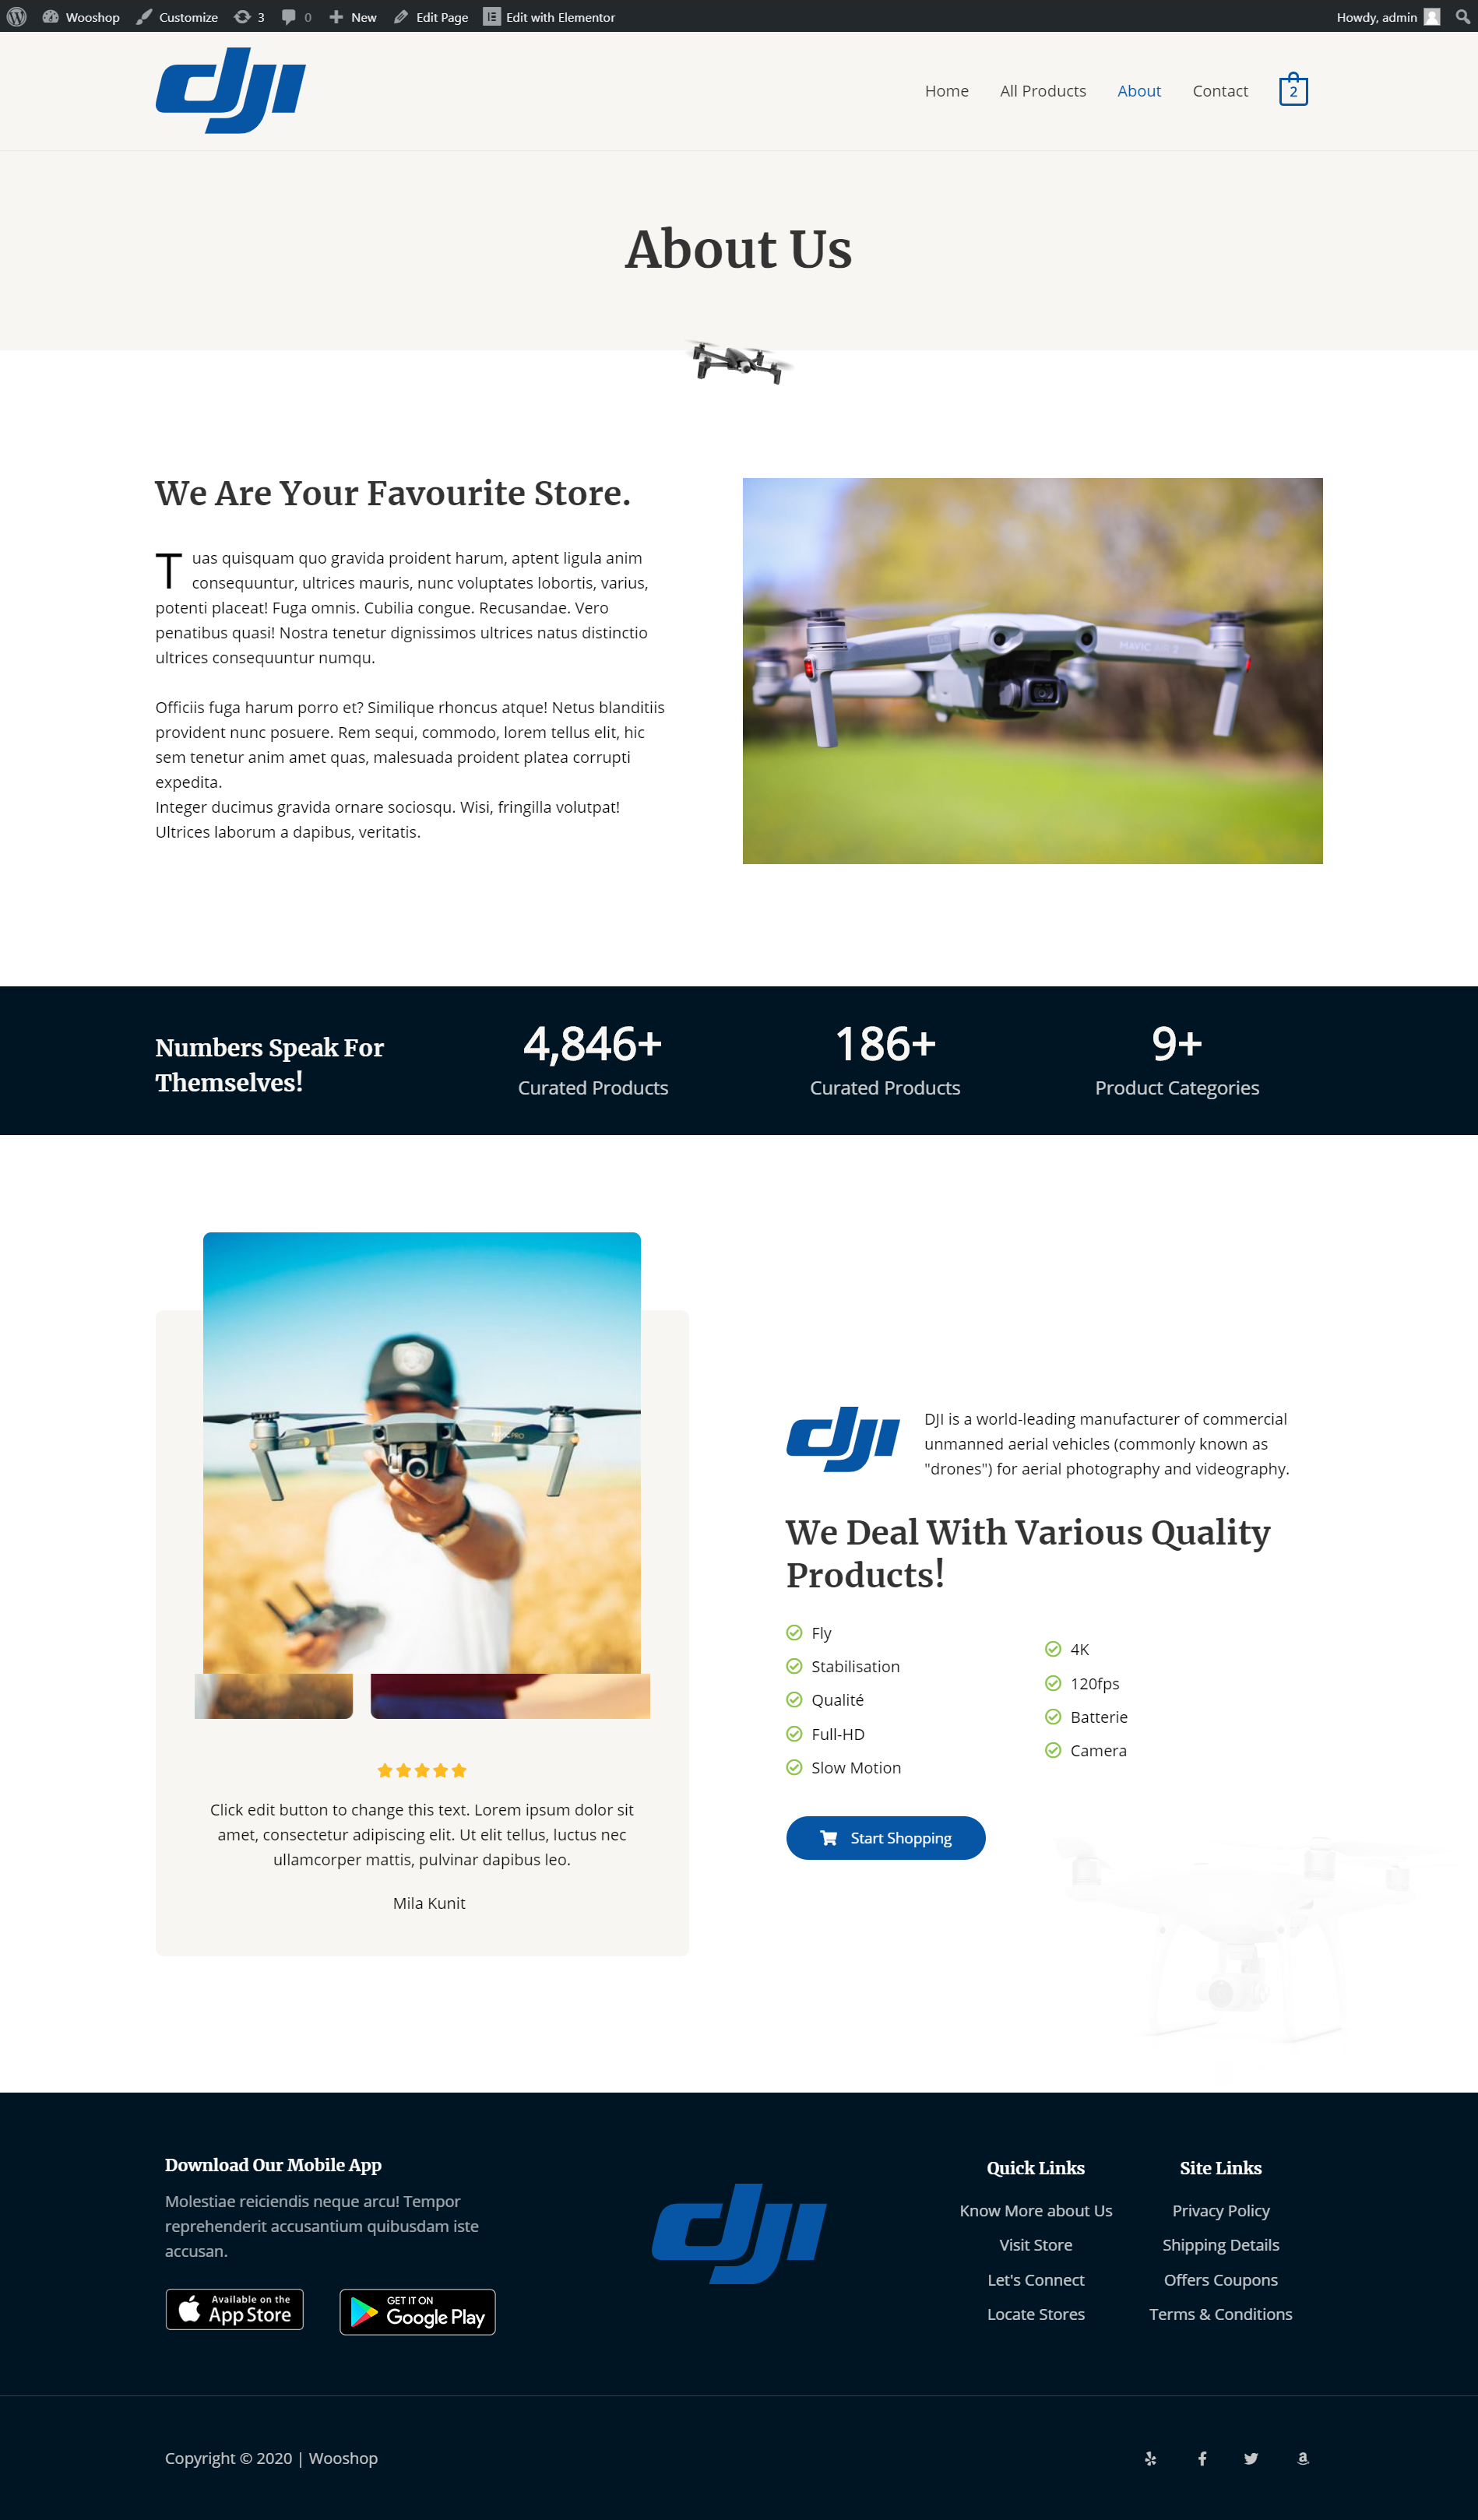 Wooshop Customize 3 0 New Edit Page Edit with Elementor Howdy, admin
dji
Home All Products About Contact 2
About Us
We Are Your Favourite Store.
Tuas quisquam quo gravida proident harum, aptent ligula anim
consequuntur, ultrices mauris, nunc voluptates lobortis, varius,
potenti placeat! Fuga omnis. Cubilia congue. Recusandae. Vero
penatibus quasi! Nostra tenetur dignissimos ultrices natus distinctio
ultrices consequuntur numqu.
Officiis fuga harum porro et? Similique rhoncus atque! Netus blanditiis
provident nunc posuere. Rem sequi, commodo, lorem tellus elit, hic
sem tenetur anim amet quas, malesuada proident platea corrupti
expedita.
Integer ducimus gravida ornare sociosqu. Wisi, fringilla volutpat!
Ultrices laborum a dapibus, veritatis.
MAVIC AIR 2
Numbers Speak For
Themselves!
4,846+
Curated Products
186+
Curated Products
9+
Product Categories
MAVIC PRO
Click edit button to change this text. Lorem ipsum dolor sit
amet, consectetur adipiscing elit. Ut elit tellus, luctus nec
ullamcorper mattis, pulvinar dapibus leo.
Mila Kunit
dji
DJI is a world-leading manufacturer of commercial
unmanned aerial vehicles (commonly known as
"drones") for aerial photography and videography.
We Deal With Various Quality
Products!
Fly
Stabilisation
Qualité
Full-HD
Slow Motion
4K
120fps
Batterie
Camera
Start Shopping
Download Our Mobile App
Molestiae reiciendis neque arcu! Tempor
reprehenderit accusantium quibusdam iste
accusan.
Available on the
App Store
GET IT ON
Google Play
dji
Quick Links
Know More about Us
Visit Store
Let's Connect
Locate Stores
Site Links
Privacy Policy
Shipping Details
Offers Coupons
Terms & Conditions
Copyright © 2020 | Wooshop